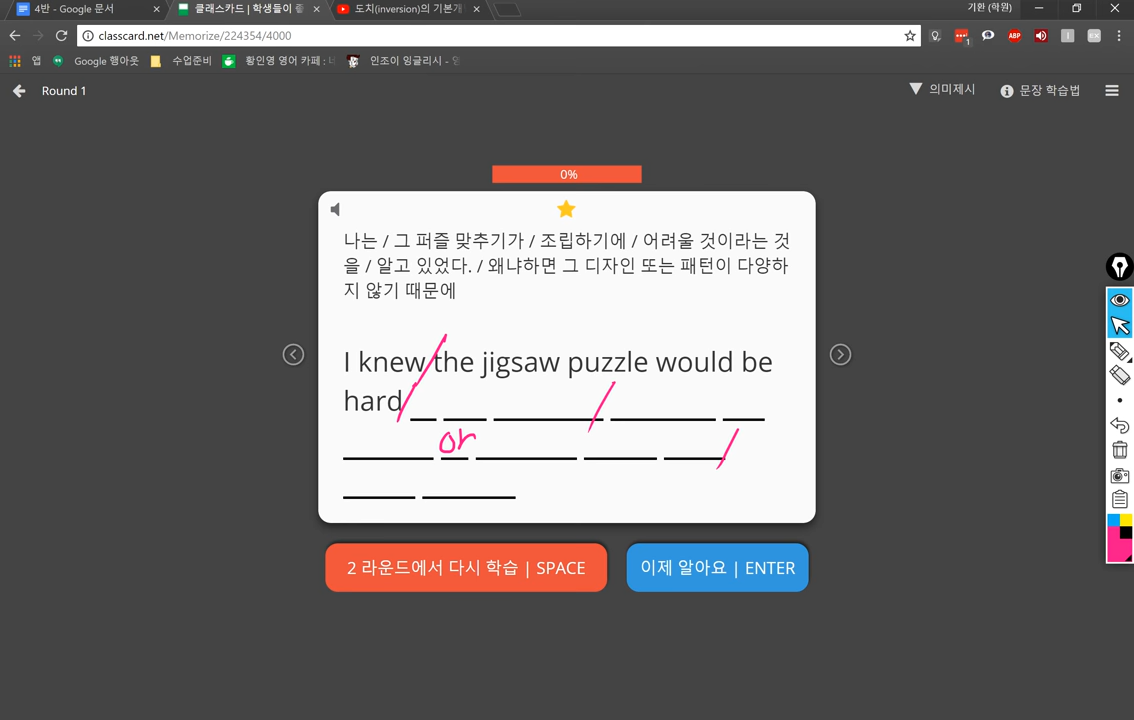 4반 - Google 문서
클래스카드 | 학생들이 좋
도치(inversion)의 기본개
기환 (학원)
classcard.net/Memorize/224354/4000
ABP
1
앱
Google 행아웃
수업준비
황인영 영어 카페 : 네
인조이 잉글리시 - 영
Round 1
의미제시
문장 학습법
0%
나는 / 그 퍼즐 맞추기가 / 조립하기에 / 어려울 것이라는 것
을 / 알고 있었다. / 왜냐하면 그 디자인 또는 패턴이 다양하
지 않기 때문에
I knew the jigsaw puzzle would be
hard
or
2 라운드에서 다시 학습 | SPACE
이제 알아요 | ENTER